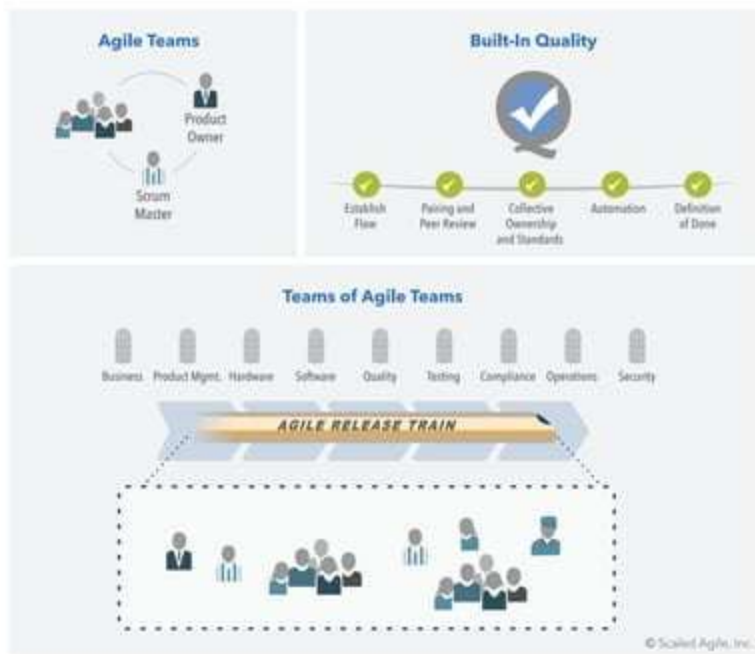 Agile Teams
Product
Owner
Scrum
Master
Built-In Quality
Establish
Flow
Pairing and
Peer Review
Collective
Ownership
and Standards
Automation
Definition
of Done
Teams of Agile Teams
Business
Product Mgmt.
Hardware
Software
Quality
Testing
Compliance
Operations
Security
AGILE RELEASE TRAIN
© Scaled Agile, Inc.